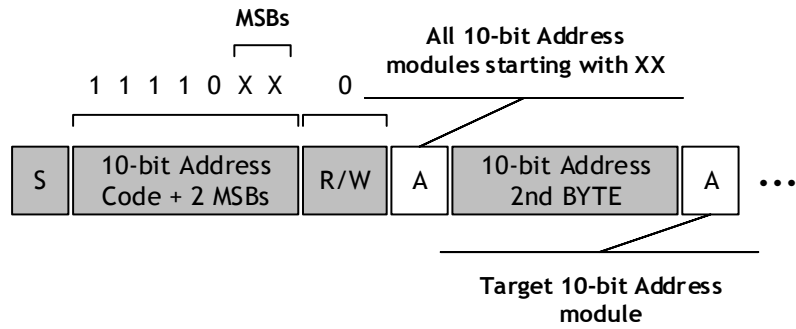 MSBs
All 10-bit Address
modules starting with XX
1 1 1 1 0 X X 0
S
10-bit Address
Code + 2 MSBs
R/W
A
10-bit Address
2nd BYTE
A
...
Target 10-bit Address
module